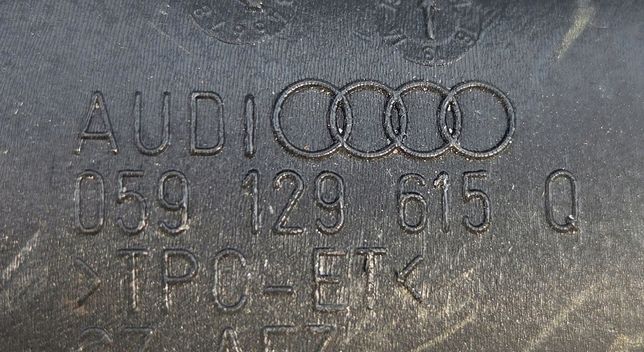 AUDI
059 129 615 Q
>TPC-ET<